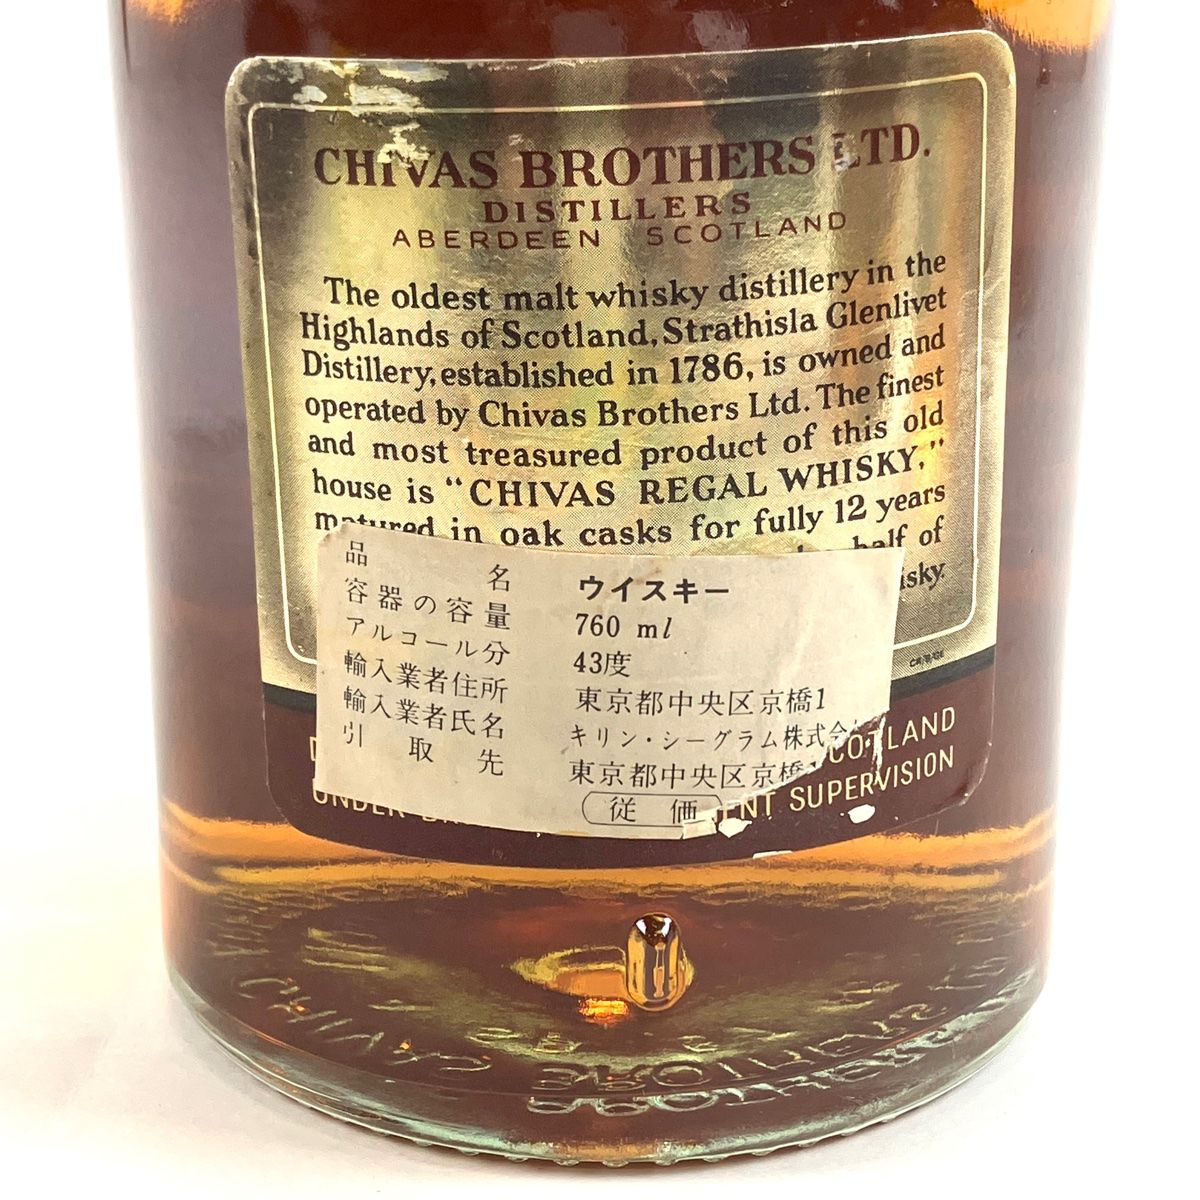 CHIVAS BROTHERS LTD.
DISTILLERS
ABERDEEN SCOTLAND
The oldest malt whisky distillery in the
Highlands of Scotland, Strathisla Glenlivet
Distillery, established in 1786, is owned and
operated by Chivas Brothers Ltd. The finest
and most treasured product of this old
house is "CHIVAS REGAL WHISKY,"
matured in oak casks for fully 12 years
half of
whisky.
品名 ウイスキー
容器の容量 760 ml
アルコール分 43度
輸入業者住所 東京都中央区京橋1
輸入業者氏名 キリン・シーグラム株式会
引取先 東京都中央区京橋1
従価
SCOTLAND
UNDER SUPERVISION
CHIVAS BROTHERS LTD